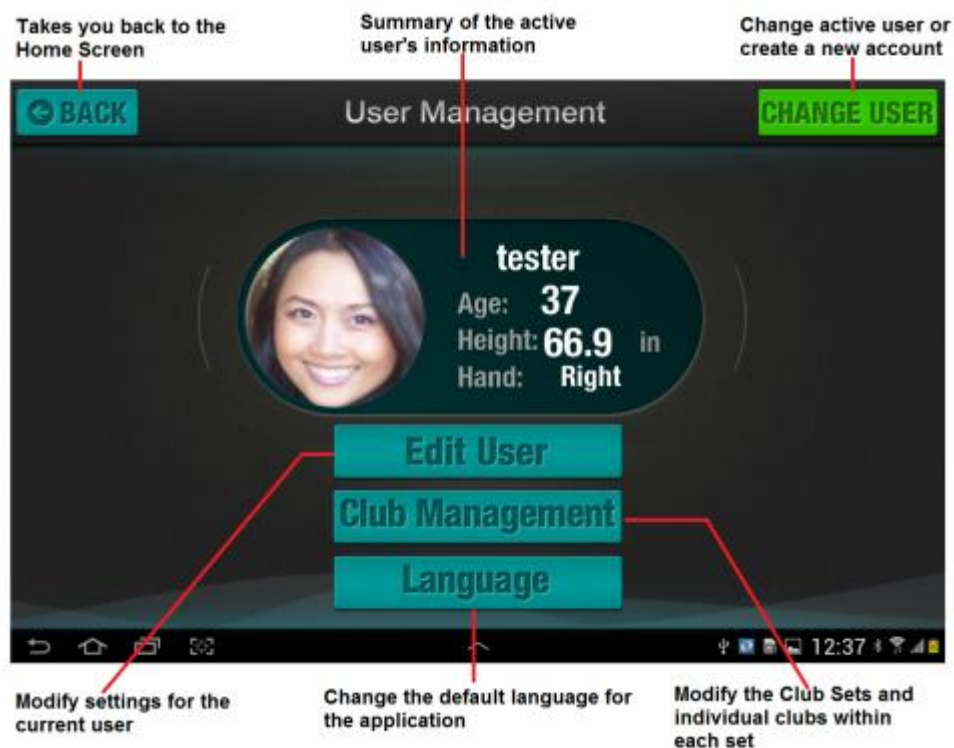 Takes you back to the
Home Screen
Summary of the active
user's information
Change active user or
create a new account
BACK
User Management
CHANGE USER
tester
Age: 37
Height: 66.9 in
Hand: Right
Edit User
Club Management
Language
12:37
Modify settings for the
current user
Change the default language for
the application
Modify the Club Sets and
individual clubs within
each set